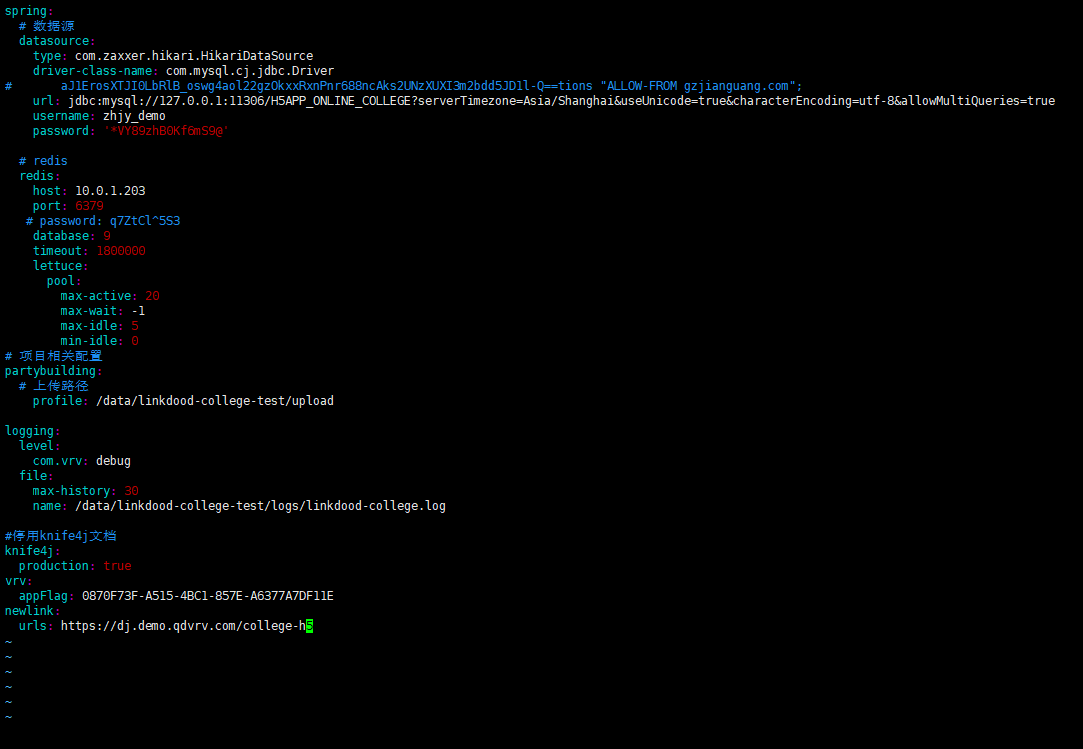 spring:
  # 数据源
  datasource:
    type: com.zaxxer.hikari.HikariDataSource
    driver-class-name: com.mysql.cj.jdbc.Driver
#       aJ1ErosXTJI0LbRlB_oswg4aol22gzOkxxRxnPnr688ncAks2UNzXUXI3m2bdd5JD1l-Q==tions "ALLOW-FROM gzjianguang.com";
    url: jdbc:mysql://127.0.0.1:11306/H5APP_ONLINE_COLLEGE?serverTimezone=Asia/Shanghai&useUnicode=true&characterEncoding=utf-8&allowMultiQueries=true
    username: zhjy_demo
    password: '*VY89zhB0Kf6mS9@'

  # redis
  redis:
    host: 10.0.1.203
    port: 6379
   # password: q7ZtCl^5S3
    database: 9
    timeout: 1800000
    lettuce:
      pool:
        max-active: 20
        max-wait: -1
        max-idle: 5
        min-idle: 0
# 项目相关配置
partybuilding:
  # 上传路径
    profile: /data/linkdood-college-test/upload

logging:
  level:
    com.vrv: debug
  file:
    max-history: 30
    name: /data/linkdood-college-test/logs/linkdood-college.log

#停用knife4j文档
knife4j:
  production: true
vrv:
  appFlag: 0870F73F-A515-4BC1-857E-A6377A7DF11E
newlink:
  urls: https://dj.demo.qdvrv.com/college-h5
~
~
~
~
~
~